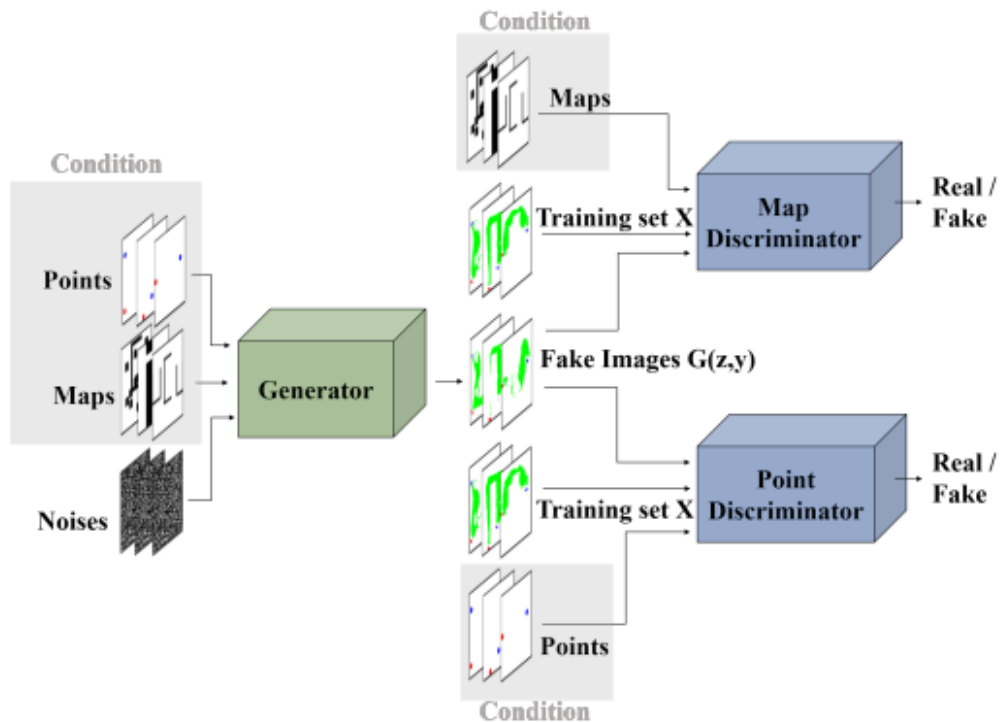 Condition
Points
Maps
Noises
Generator
Condition
Maps
Training set X
Fake Images G(z,y)
Training set X
Points
Condition
Map
Discriminator
Real /
Fake
Point
Discriminator
Real /
Fake